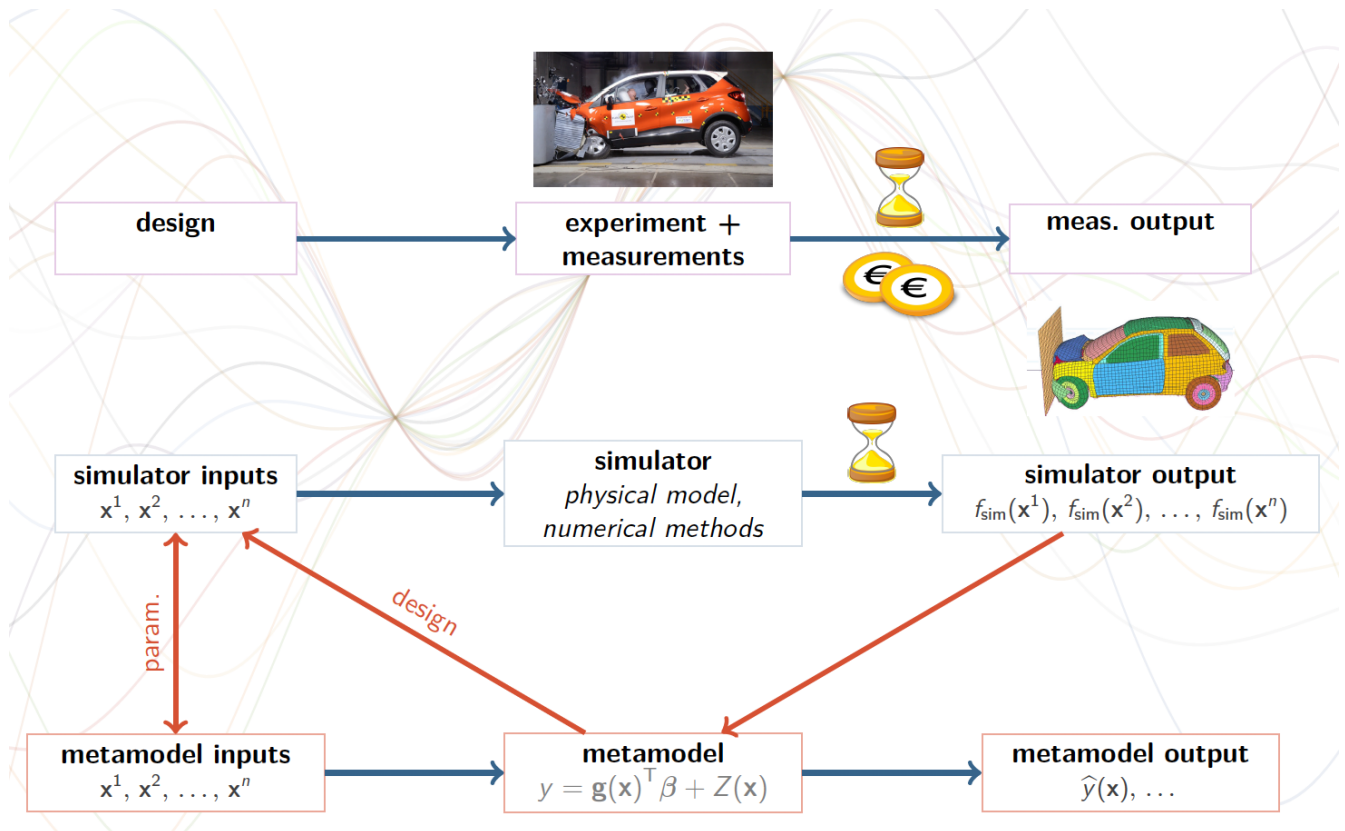 design
experiment +
measurements
meas. output
€
€
simulator inputs
x¹, x², . . . , xⁿ
simulator
physical model,
numerical methods
simulator output
f_sim(x¹), f_sim(x²), . . . , f_sim(xⁿ)
param.
design
metamodel inputs
x¹, x², . . . , xⁿ
metamodel
y = g(x)ᵀβ + Z(x)
metamodel output
ŷ(x), . . .